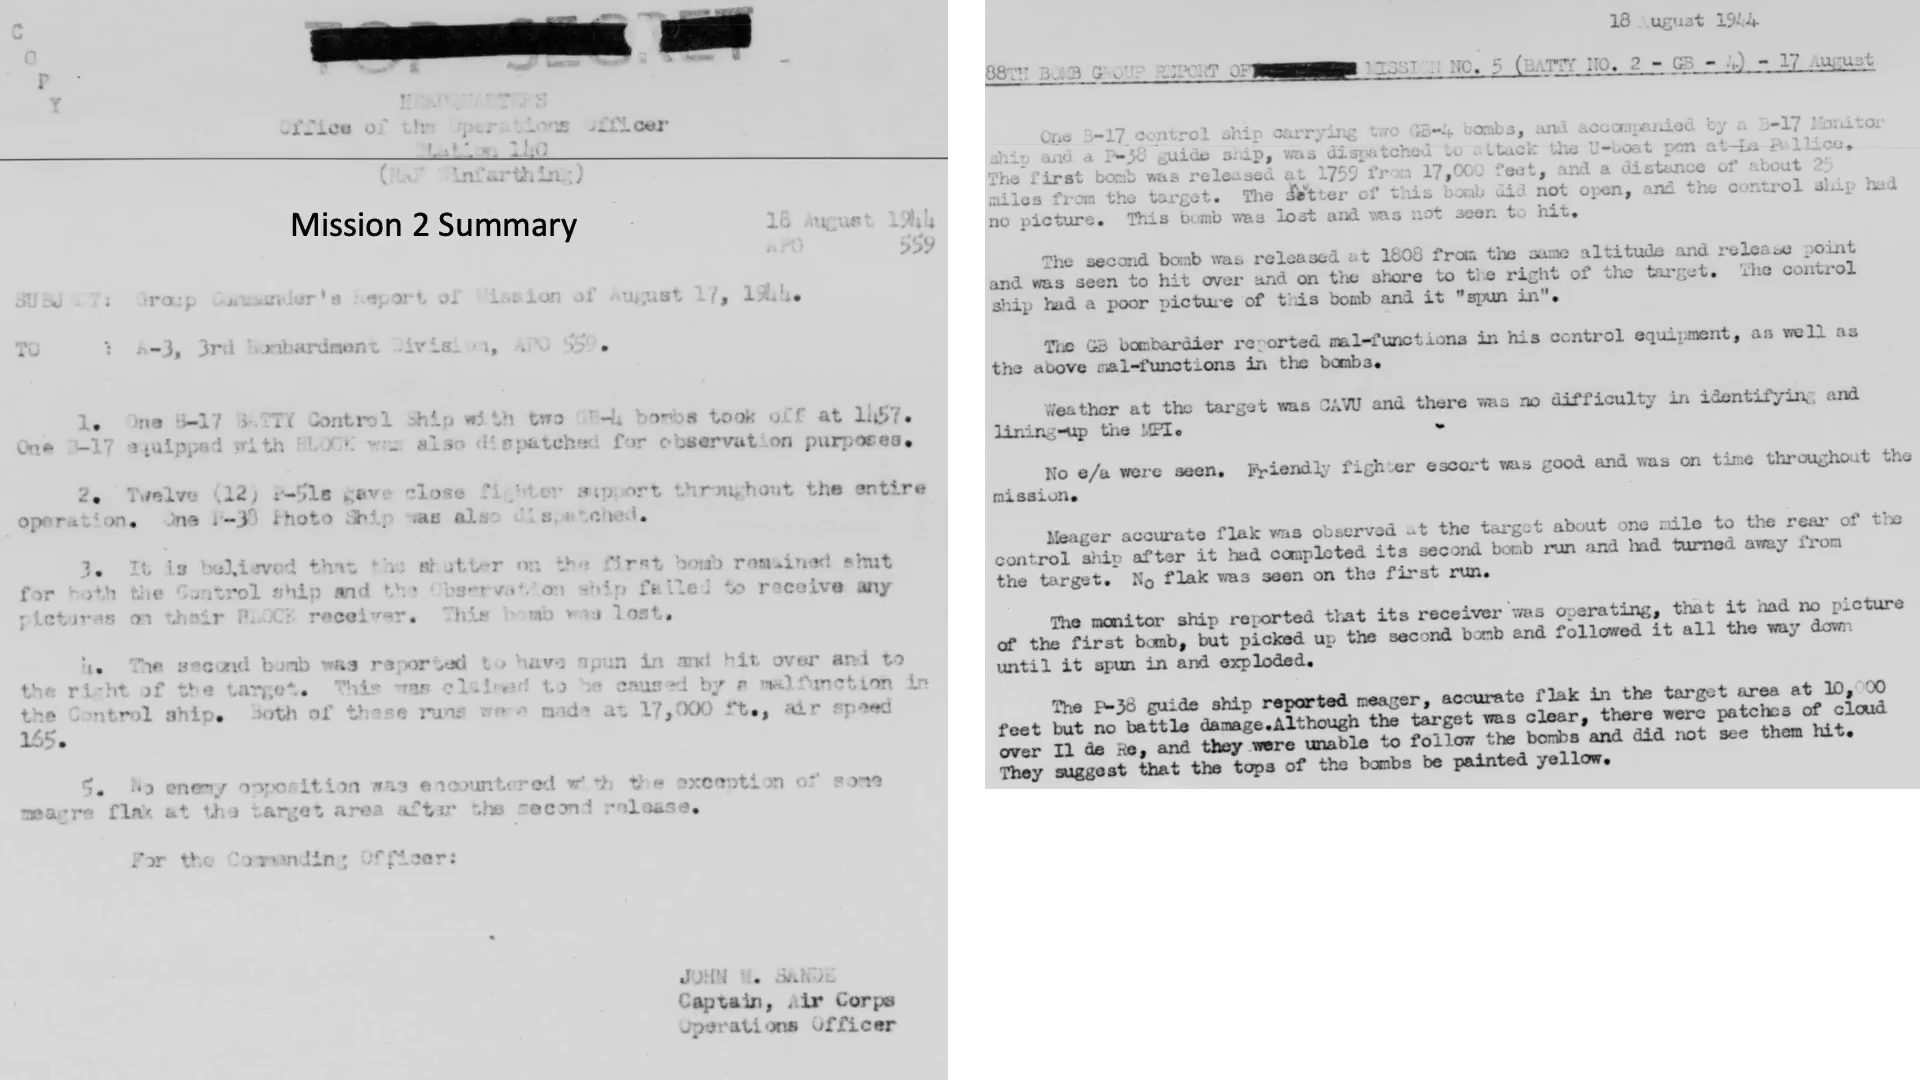 C
O
P
Y
TOP SECRET
HEADQUARTERS
Office of the Operations Officer
Station 140
(RAF Winfarthing)
Mission 2 Summary
18 August 1944
APO 559
SUBJECT: Group Commander's Report of Mission of August 17, 1944.
TO : A-3, 3rd Bombardment Division, APO 559.
1. One B-17 BATTY Control Ship with two GB-4 bombs took off at 1457.
One B-17 equipped with BLOCK was also dispatched for observation purposes.
2. Twelve (12) P-51s gave close fighter support throughout the entire
operation. One P-38 Photo Ship was also dispatched.
3. It is believed that the shutter on the first bomb remained shut
for both the Control ship and the Observation ship failed to receive any
pictures on their BLOCK receiver. This bomb was lost.
4. The second bomb was reported to have spun in and hit over and to
the right of the target. This was claimed to be caused by a malfunction in
the Control ship. Both of these runs were made at 17,000 ft., air speed
165.
5. No enemy opposition was encountered with the exception of some
meagre flak at the target area after the second release.
For the Commanding Officer:
JOHN M. SANDE
Captain, Air Corps
Operations Officer
18 August 1944
88TH BOMB GROUP REPORT OF MISSION NO. 5 (BATTY NO. 2 - GB - 4) - 17 August
One B-17 control ship carrying two GB-4 bombs, and accompanied by a B-17 Monitor
ship and a P-38 guide ship, was dispatched to attack the U-boat pen at La Pallice.
The first bomb was released at 1759 from 17,000 feet, and a distance of about 25
miles from the target. The setter of this bomb did not open, and the control ship had
no picture. This bomb was lost and was not seen to hit.
The second bomb was released at 1808 from the same altitude and release point
and was seen to hit over and on the shore to the right of the target. The control
ship had a poor picture of this bomb and it "spun in".
The GB bombardier reported mal-functions in his control equipment, as well as
the above mal-functions in the bombs.
Weather at the target was CAVU and there was no difficulty in identifying and
lining-up the MPI.
No e/a were seen. Friendly fighter escort was good and was on time throughout the
mission.
Meager accurate flak was observed at the target about one mile to the rear of the
control ship after it had completed its second bomb run and had turned away from
the target. No flak was seen on the first run.
The monitor ship reported that its receiver was operating, that it had no picture
of the first bomb, but picked up the second bomb and followed it all the way down
until it spun in and exploded.
The P-38 guide ship reported meager, accurate flak in the target area at 10,000
feet but no battle damage.Although the target was clear, there were patches of cloud
over Il de Re, and they were unable to follow the bombs and did not see them hit.
They suggest that the tops of the bombs be painted yellow.